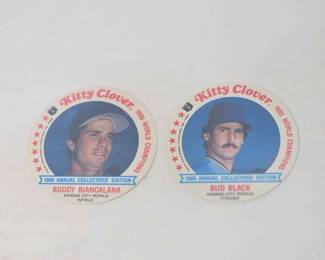 Kitty Clover
1985 WORLD CHAMPIONS
1986 ANNUAL COLLECTORS' EDITION
BUDDY BIANCALANA
KANSAS CITY ROYALS
INFIELD
Kitty Clover
1985 WORLD CHAMPIONS
1986 ANNUAL COLLECTORS' EDITION
BUD BLACK
KANSAS CITY ROYALS
PITCHER